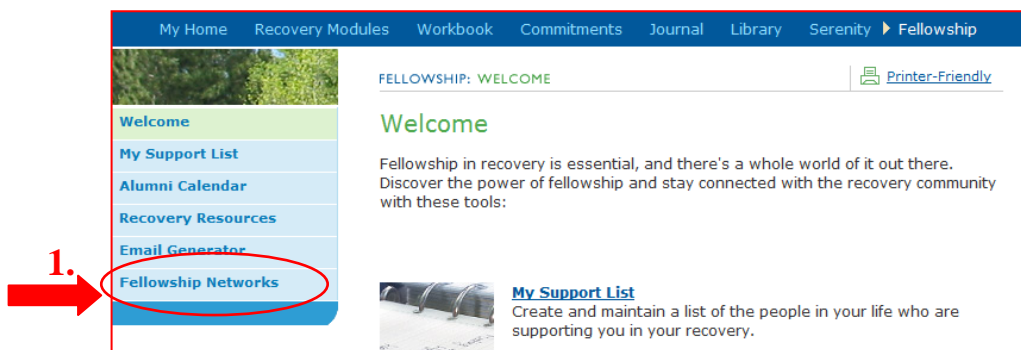 My Home Recovery Modules Workbook Commitments Journal Library Serenity Fellowship
FELLOWSHIP: WELCOME
Printer-Friendly
Welcome
My Support List
Alumni Calendar
Recovery Resources
Email Generator
Fellowship Networks
1.
Welcome
Fellowship in recovery is essential, and there's a whole world of it out there.
Discover the power of fellowship and stay connected with the recovery community
with these tools:
My Support List
Create and maintain a list of the people in your life who are
supporting you in your recovery.